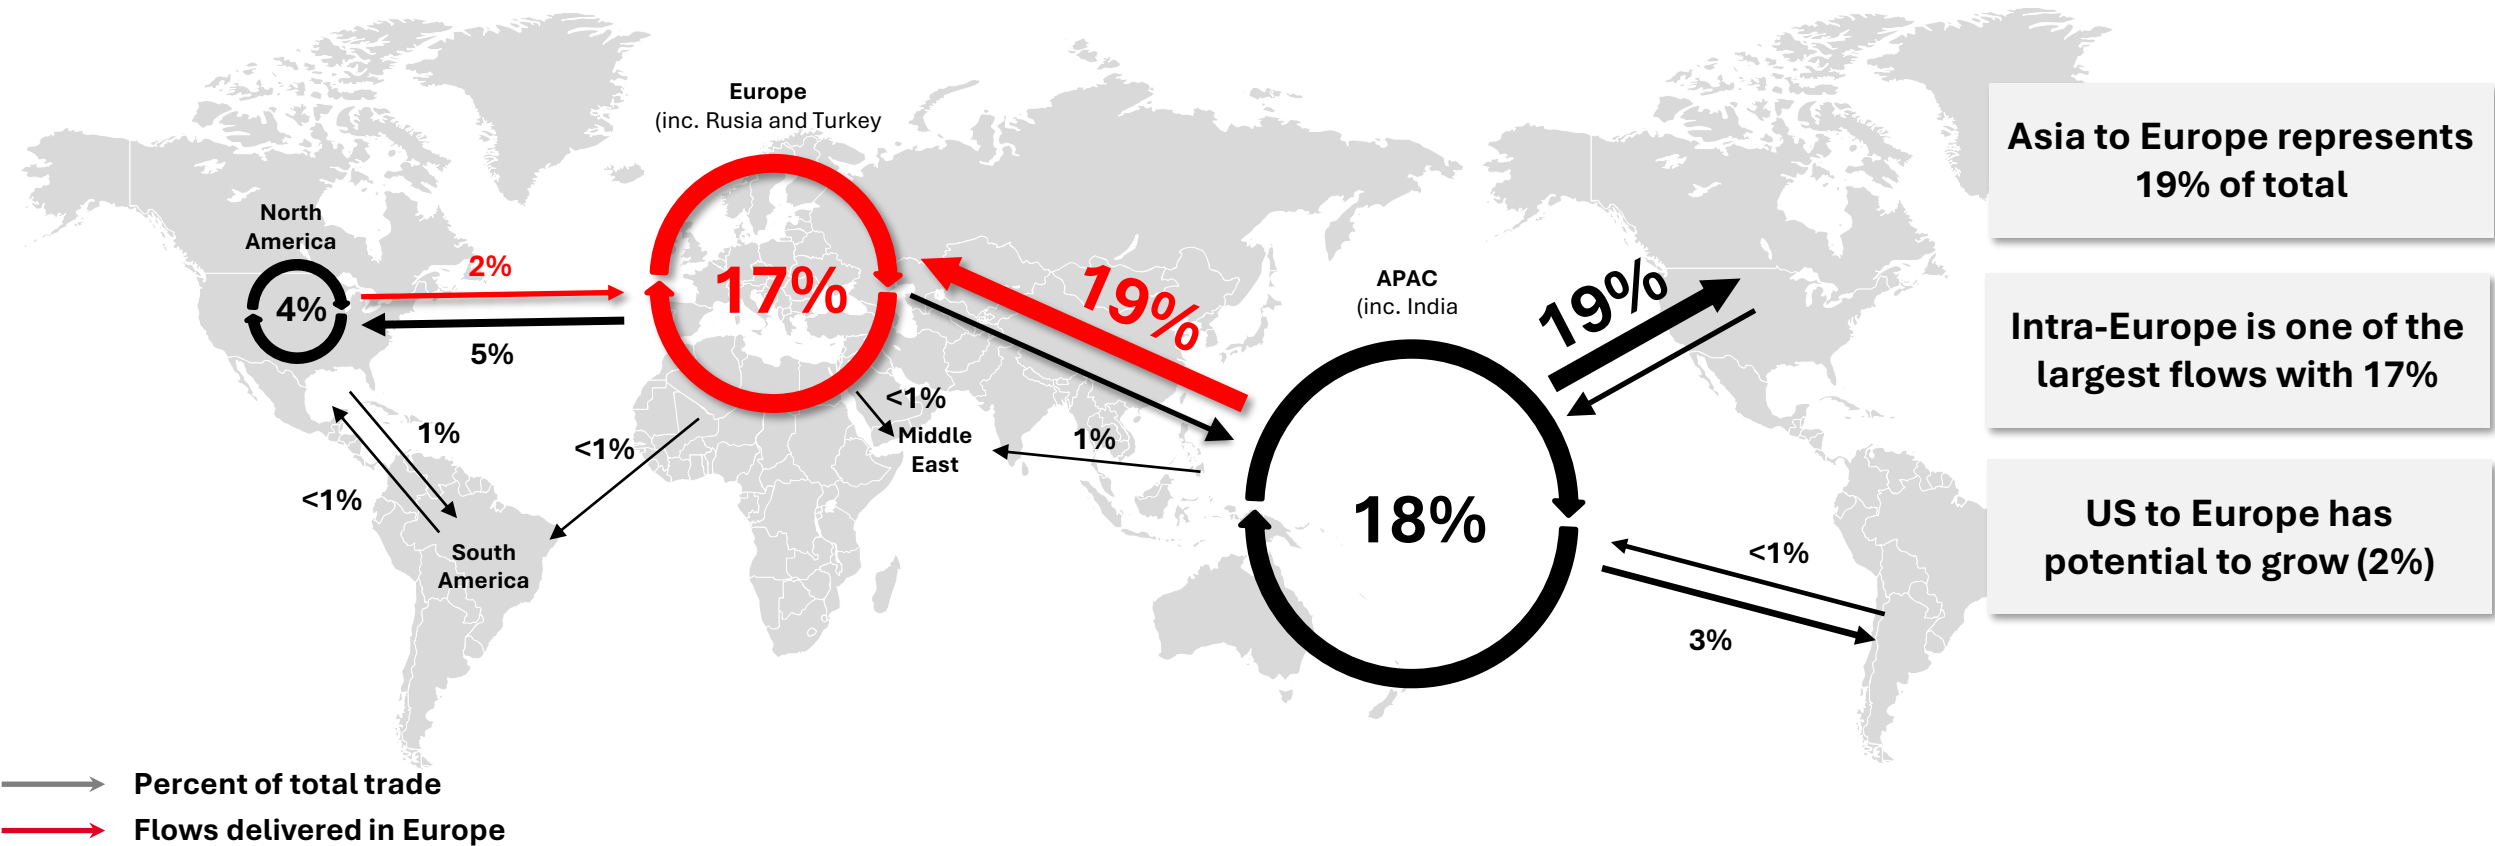 Europe
(inc. Rusia and Turkey
North
America
4%
2%
5%
17%
19%
APAC
(inc. India
19%
18%
<1%
Middle
East
1%
1%
<1%
<1%
South
America
<1%
3%
Asia to Europe represents
19% of total
Intra-Europe is one of the
largest flows with 17%
US to Europe has
potential to grow (2%)
Percent of total trade
Flows delivered in Europe